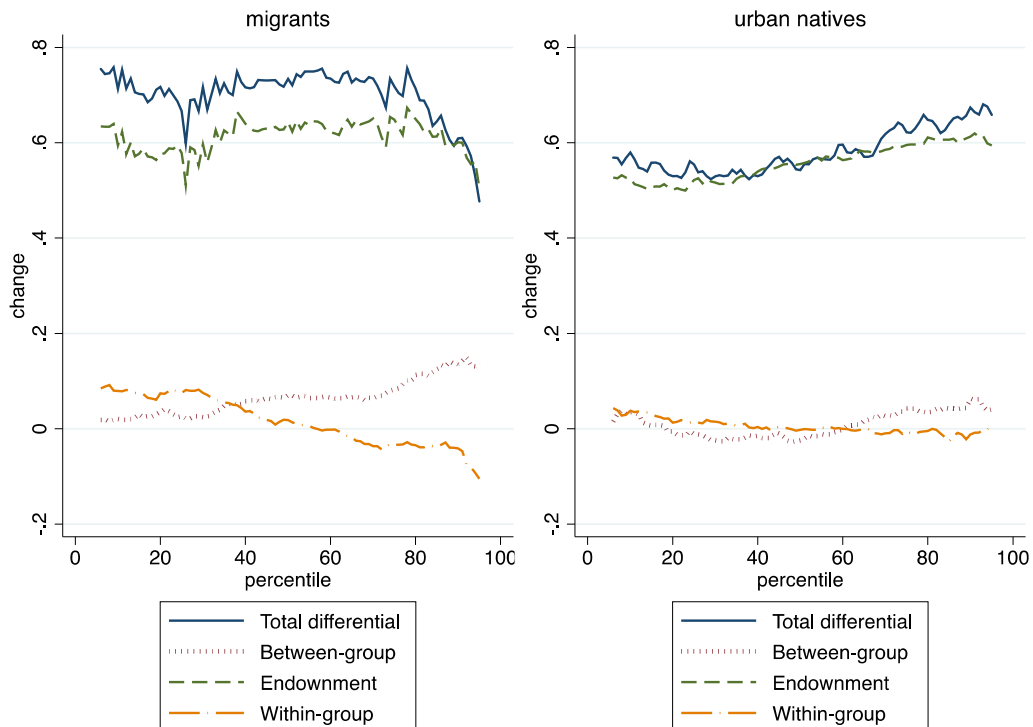 migrants
.8
.6
.4
.2
0
-.2
change
0 20 40 60 80 100
percentile
Total differential
Between-group
Endownment
Within-group
urban natives
.8
.6
.4
.2
0
-.2
change
0 20 40 60 80 100
percentile
Total differential
Between-group
Endownment
Within-group